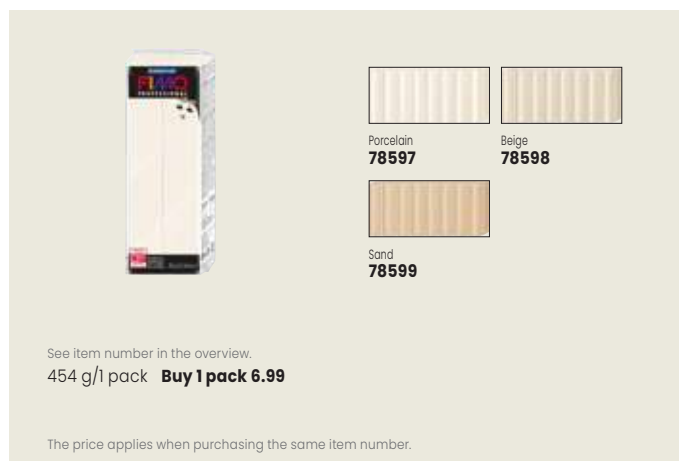 FIMO
PROFESSIONAL
Porcelain
78597
Beige
78598
Sand
78599
See item number in the overview.
454 g/1 pack Buy 1 pack 6.99
The price applies when purchasing the same item number.